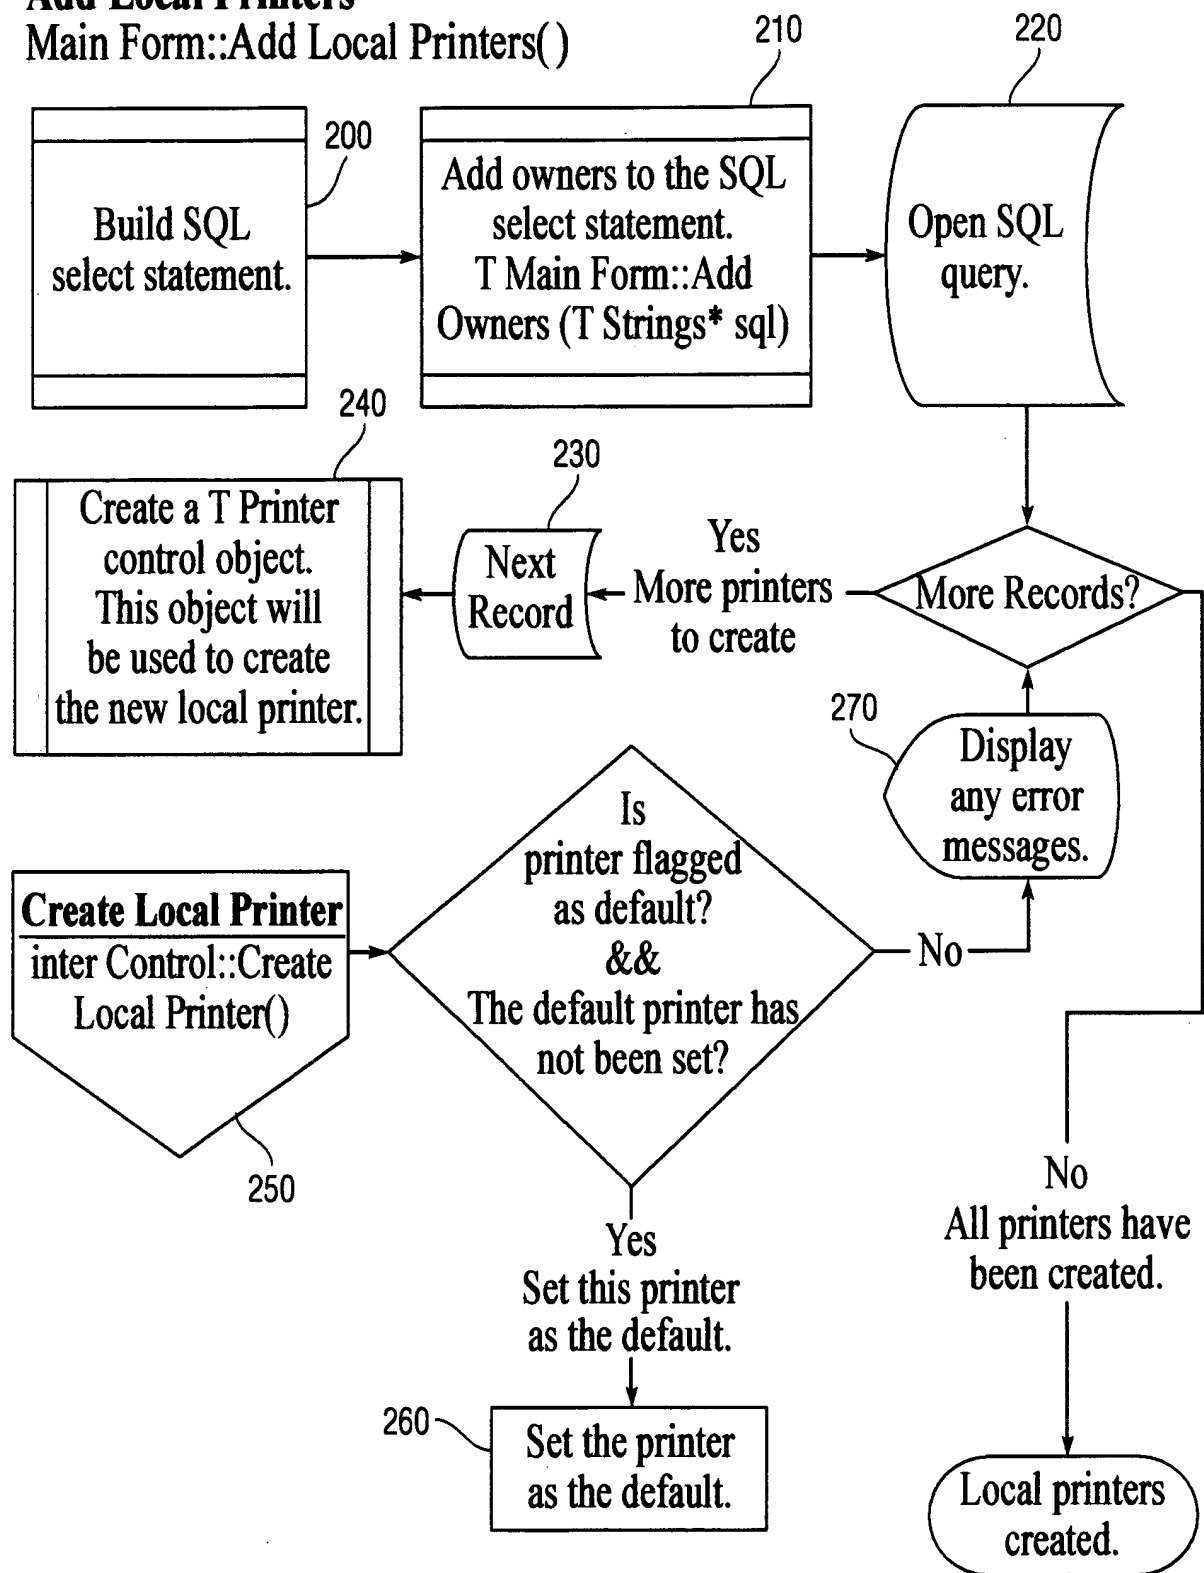 Add Local Printers
Main Form::Add Local Printers()
210
220
200
Build SQL
select statement.
Add owners to the SQL
select statement.
T Main Form::Add
Owners (T Strings* sql)
Open SQL
query.
240
230
Create a T Printer
control object.
This object will
be used to create
the new local printer.
Next
Record
Yes
More printers
to create
More Records?
270
Display
any error
messages.
Is
printer flagged
as default?
&&
The default printer has
not been set?
No
Create Local Printer
inter Control::Create
Local Printer()
250
Yes
Set this printer
as the default.
No
All printers have
been created.
260
Set the printer
as the default.
Local printers
created.